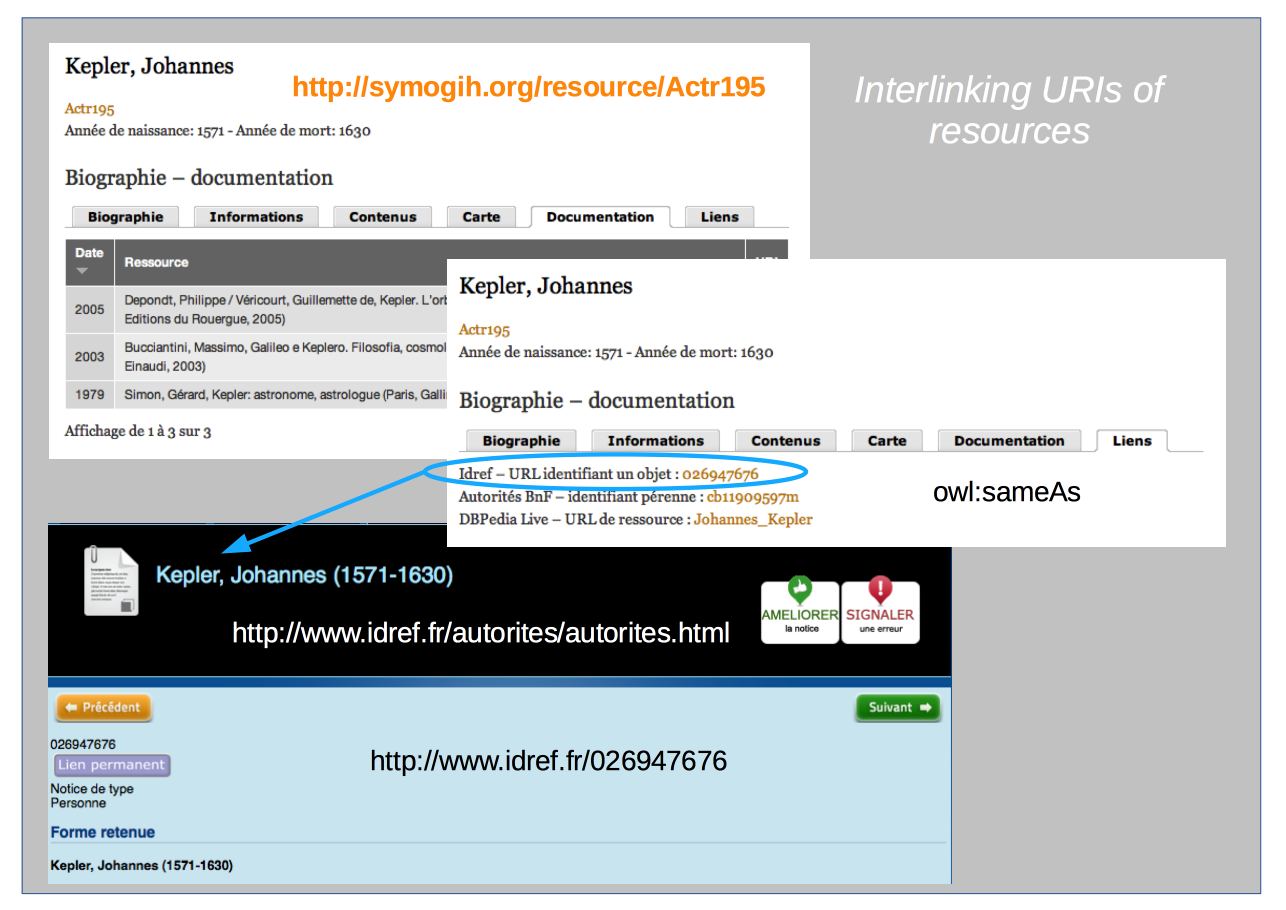 Kepler, Johannes
http://symogih.org/resource/Actr195
Interlinking URIs of
resources
Actr195
Année de naissance: 1571 - Année de mort: 1630
Biographie – documentation
Biographie Informations Contenus Carte Documentation Liens
Date Ressource
2005 Depondt, Philippe / Véricourt, Guillemette de, Kepler. L'orb
Editions du Rouergue, 2005)
2003 Bucciantini, Massimo, Galileo e Keplero. Filosofia, cosmol
Einaudi, 2003)
1979 Simon, Gérard, Kepler: astronome, astrologue (Paris, Galli
Affichage de 1 à 3 sur 3
Kepler, Johannes
Actr195
Année de naissance: 1571 - Année de mort: 1630
Biographie – documentation
Biographie Informations Contenus Carte Documentation Liens
Idref – URL identifiant un objet : 026947676
Autorités BnF – identifiant pérenne : cb11909597m
DBPedia Live – URL de ressource : Johannes_Kepler
owl:sameAs
Kepler, Johannes (1571-1630)
http://www.idref.fr/autorites/autorites.html
AMELIORER
la notice
SIGNALER
une erreur
Précédent
Suivant
026947676
Lien permanent
http://www.idref.fr/026947676
Notice de type
Personne
Forme retenue
Kepler, Johannes (1571-1630)